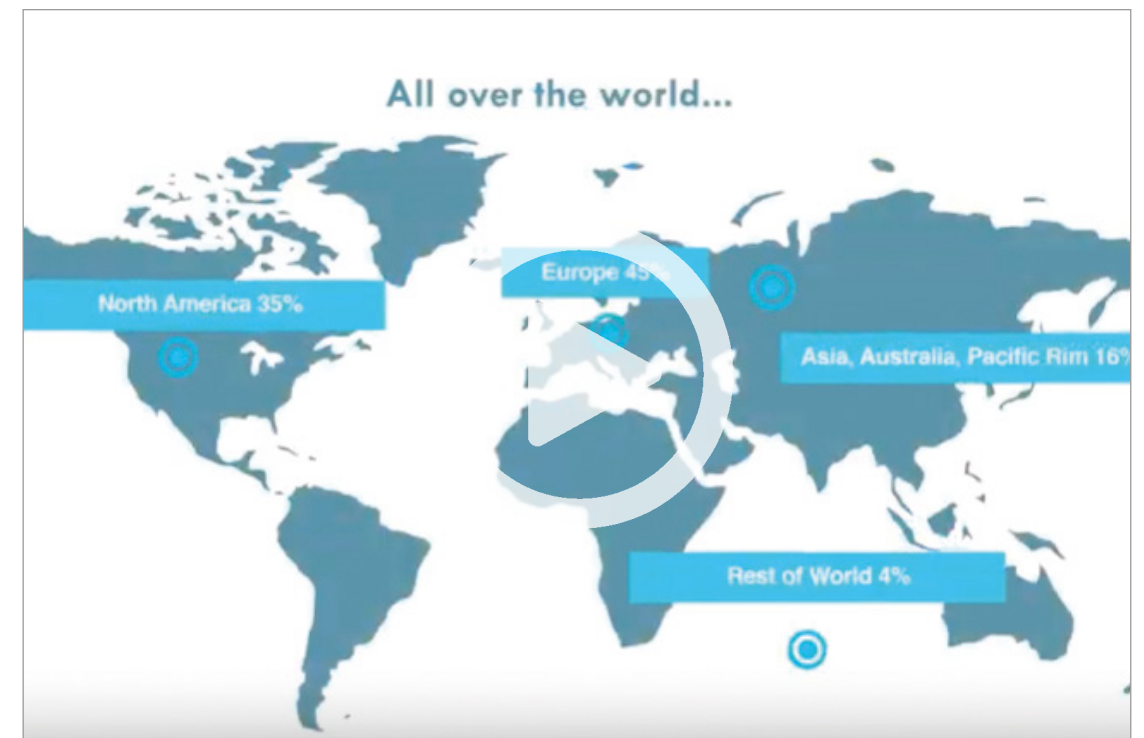 All over the world...
Europe 45%
North America 35%
Asia, Australia, Pacific Rim 16%
Rest of World 4%